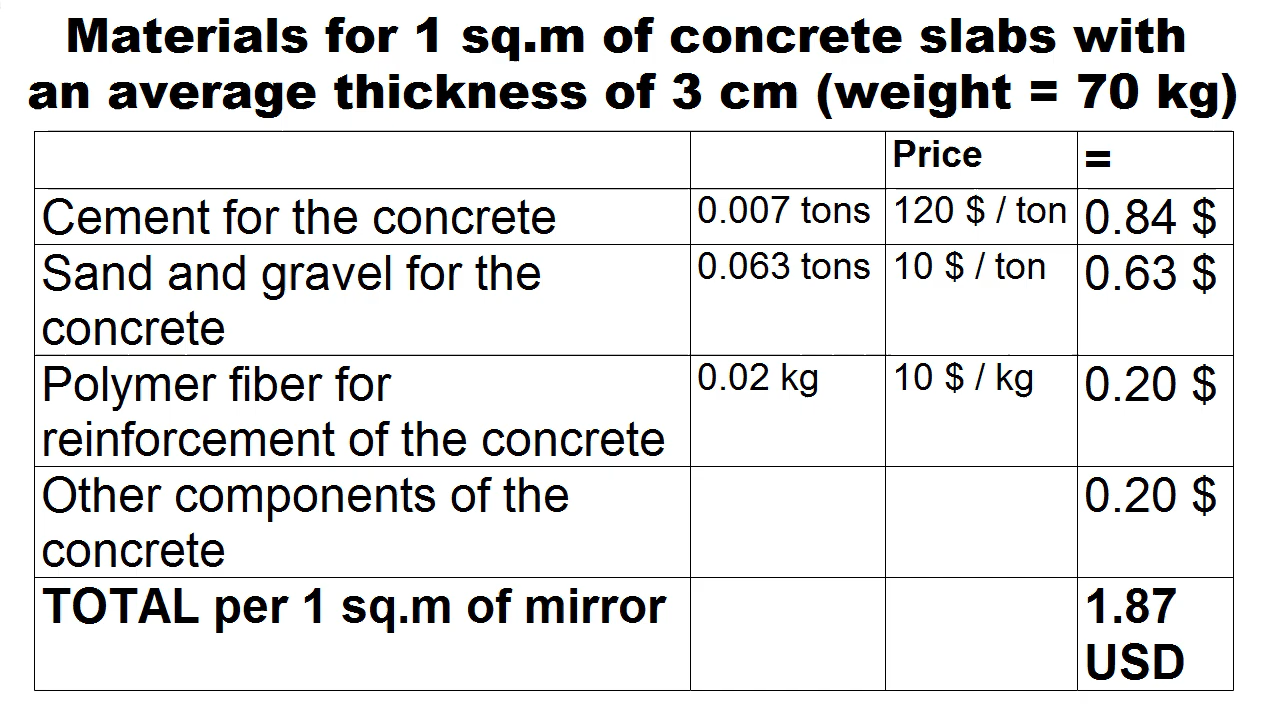 Materials for 1 sq.m of concrete slabs with
an average thickness of 3 cm (weight = 70 kg)
Price =
Cement for the concrete 0.007 tons 120 $ / ton 0.84 $
Sand and gravel for the 0.063 tons 10 $ / ton 0.63 $
concrete
Polymer fiber for 0.02 kg 10 $ / kg 0.20 $
reinforcement of the concrete
Other components of the 0.20 $
concrete
TOTAL per 1 sq.m of mirror 1.87
USD